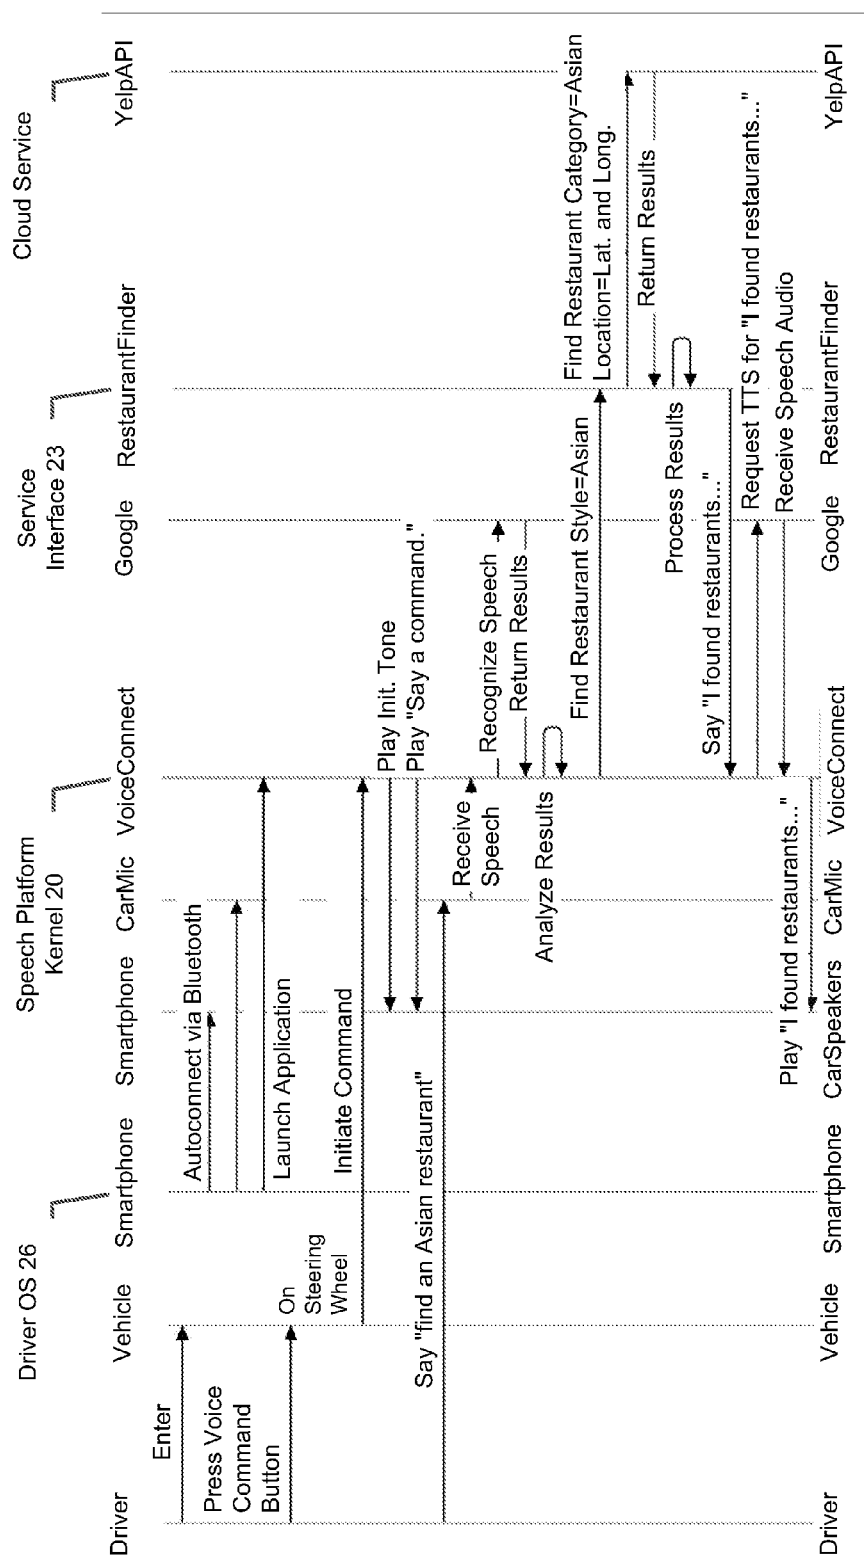 Driver OS 26
Speech Platform
Kernel 20
Service
Interface 23
Cloud Service
Driver
Vehicle
Smartphone
Smartphone
CarMic
VoiceConnect
Google
RestaurantFinder
YelpAPI
Enter
Autoconnect via Bluetooth
Press Voice
Command
Button
Launch Application
On
Steering
Wheel
Initiate Command
Play Init. Tone
Play "Say a command."
Say "find an Asian restaurant"
Receive
Speech
Recognize Speech
Return Results
Analyze Results
Find Restaurant Style=Asian
Find Restaurant Category=Asian
Location=Lat. and Long.
Return Results
Process Results
Say "I found restaurants..."
Request TTS for "I found restaurants..."
Receive Speech Audio
Play "I found restaurants..."
Driver
Vehicle
Smartphone
CarSpeakers
CarMic
VoiceConnect
Google
RestaurantFinder
YelpAPI